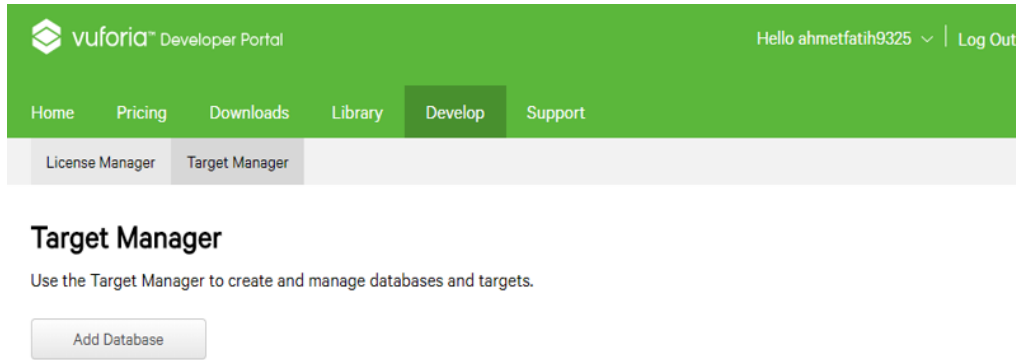 vuforia™ Developer Portal
Hello ahmetfatih9325 | Log Out
Home Pricing Downloads Library Develop Support
License Manager Target Manager
Target Manager
Use the Target Manager to create and manage databases and targets.
Add Database